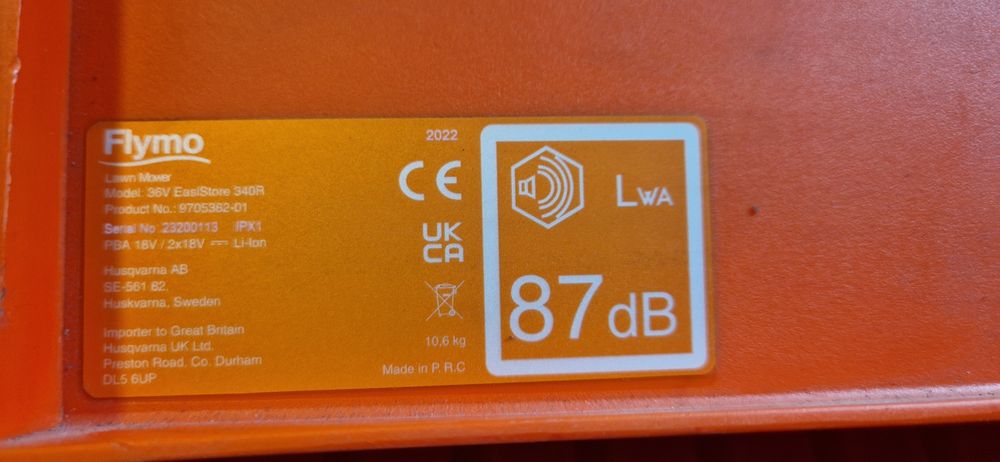 Flymo
Lawn Mower
Model: 36V EasiStore 340R
Product No.: 9705362-01
Serial No 23200113 IPX1
PBA 18V / 2x18V Li-Ion
Husqvarna AB
SE-561 82.
Huskvarna, Sweden
Importer to Great Britain
Husqvarna UK Ltd.
Preston Road. Co. Durham
DL5 6UP
2022
CE
UK
CA
10,6 kg
Made in P. R.C
LWA
87 dB